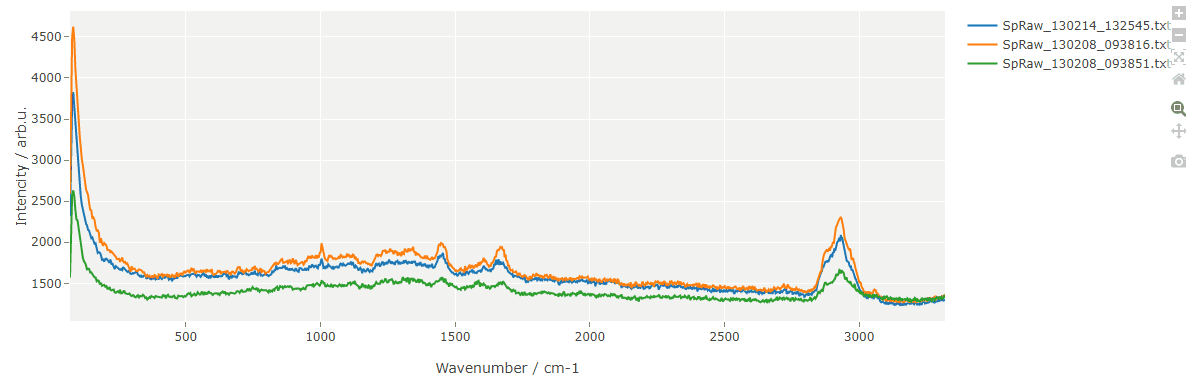 4500
4000
3500
3000
2500
2000
1500
Intencity / arb.u.
500
1000
1500
2000
2500
3000
Wavenumber / cm-1
SpRaw_130214_132545.txt
SpRaw_130208_093816.txt
SpRaw_130208_093851.txt